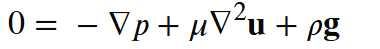 0 = − ∇p + μ∇²𝐮 + ρ𝐠